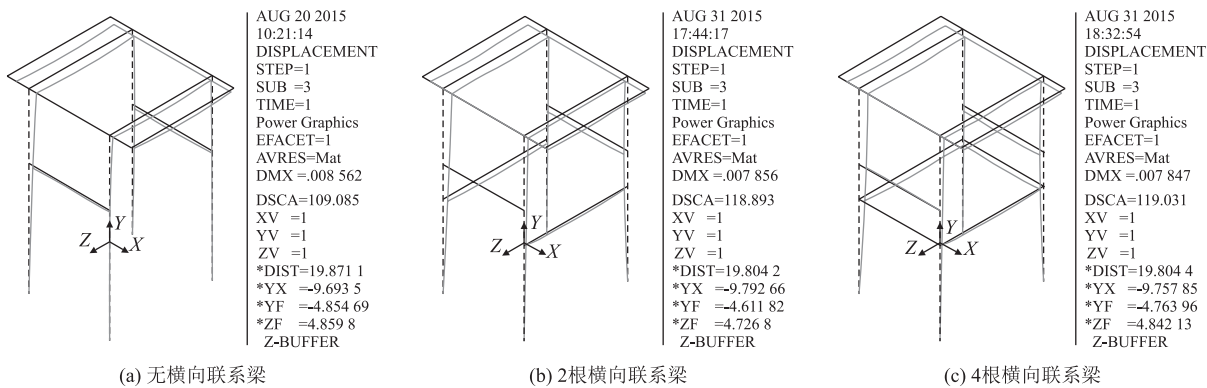 AUG 20 2015
10:21:14
DISPLACEMENT
STEP=1
SUB =3
TIME=1
Power Graphics
EFACET=1
AVRES=Mat
DMX =.008 562
DSCA=109.085
XV =1
YV =1
ZV =1
*DIST=19.871 1
*YX =-9.693 5
*YF =-4.854 69
*ZF =4.859 8
Z-BUFFER
Y
Z
X
(a) 无横向联系梁
AUG 31 2015
17:44:17
DISPLACEMENT
STEP=1
SUB =3
TIME=1
Power Graphics
EFACET=1
AVRES=Mat
DMX =.007 856
DSCA=118.893
XV =1
YV =1
ZV =1
*DIST=19.804 2
*YX =-9.792 66
*YF =-4.611 82
*ZF =4.726 8
Z-BUFFER
Y
Z
X
(b) 2根横向联系梁
AUG 31 2015
18:32:54
DISPLACEMENT
STEP=1
SUB =3
TIME=1
Power Graphics
EFACET=1
AVRES=Mat
DMX =.007 847
DSCA=119.031
XV =1
YV =1
ZV =1
*DIST=19.804 4
*YX =-9.757 85
*YF =-4.763 96
*ZF =4.842 13
Z-BUFFER
Y
Z
X
(c) 4根横向联系梁